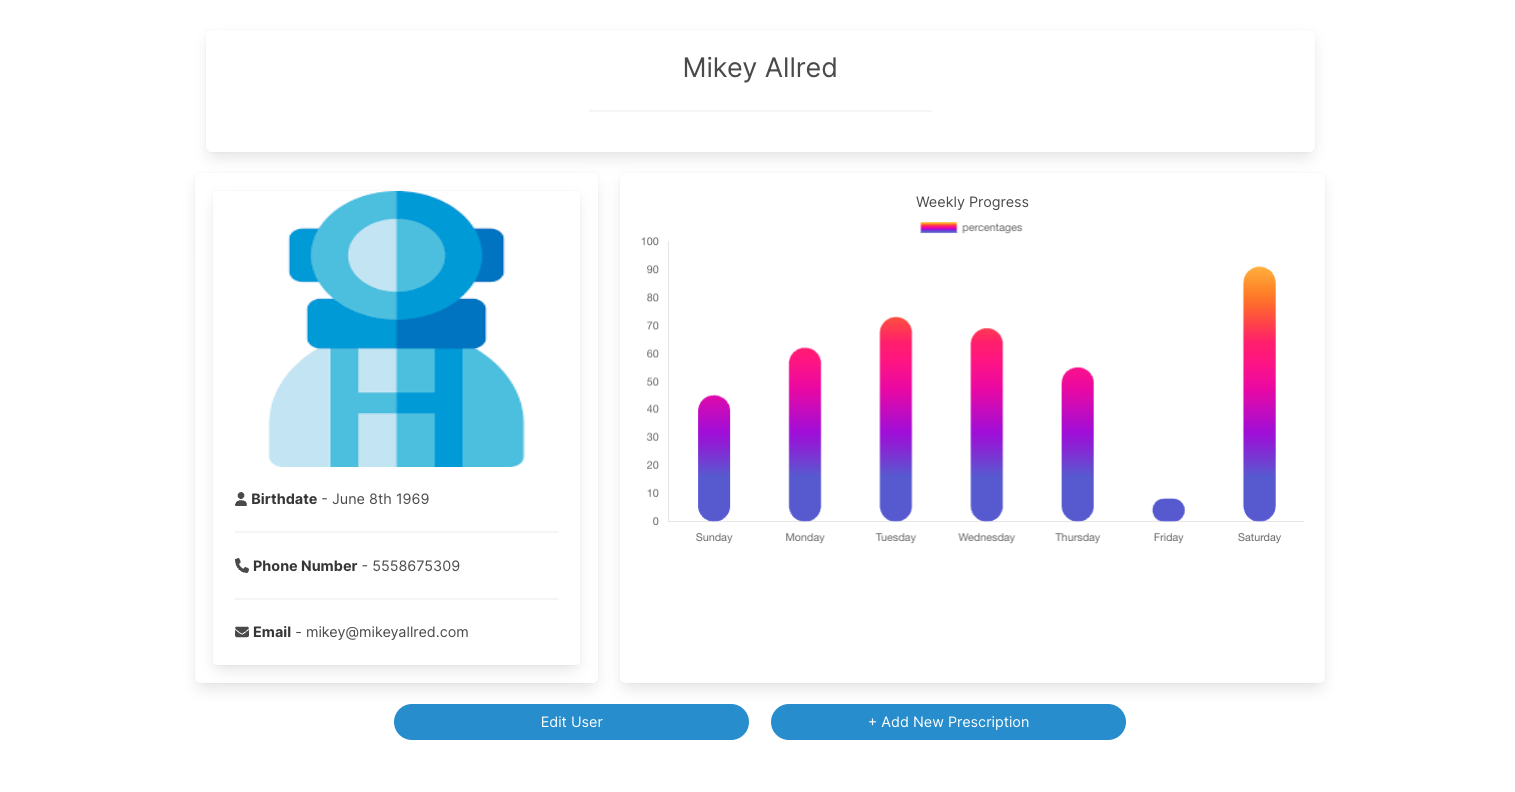 Mikey Allred
Birthdate - June 8th 1969
Phone Number - 5558675309
Email - mikey@mikeyallred.com
Weekly Progress
percentages
100
90
80
70
60
50
40
30
20
10
0
Sunday Monday Tuesday Wednesday Thursday Friday Saturday
Edit User
+ Add New Prescription